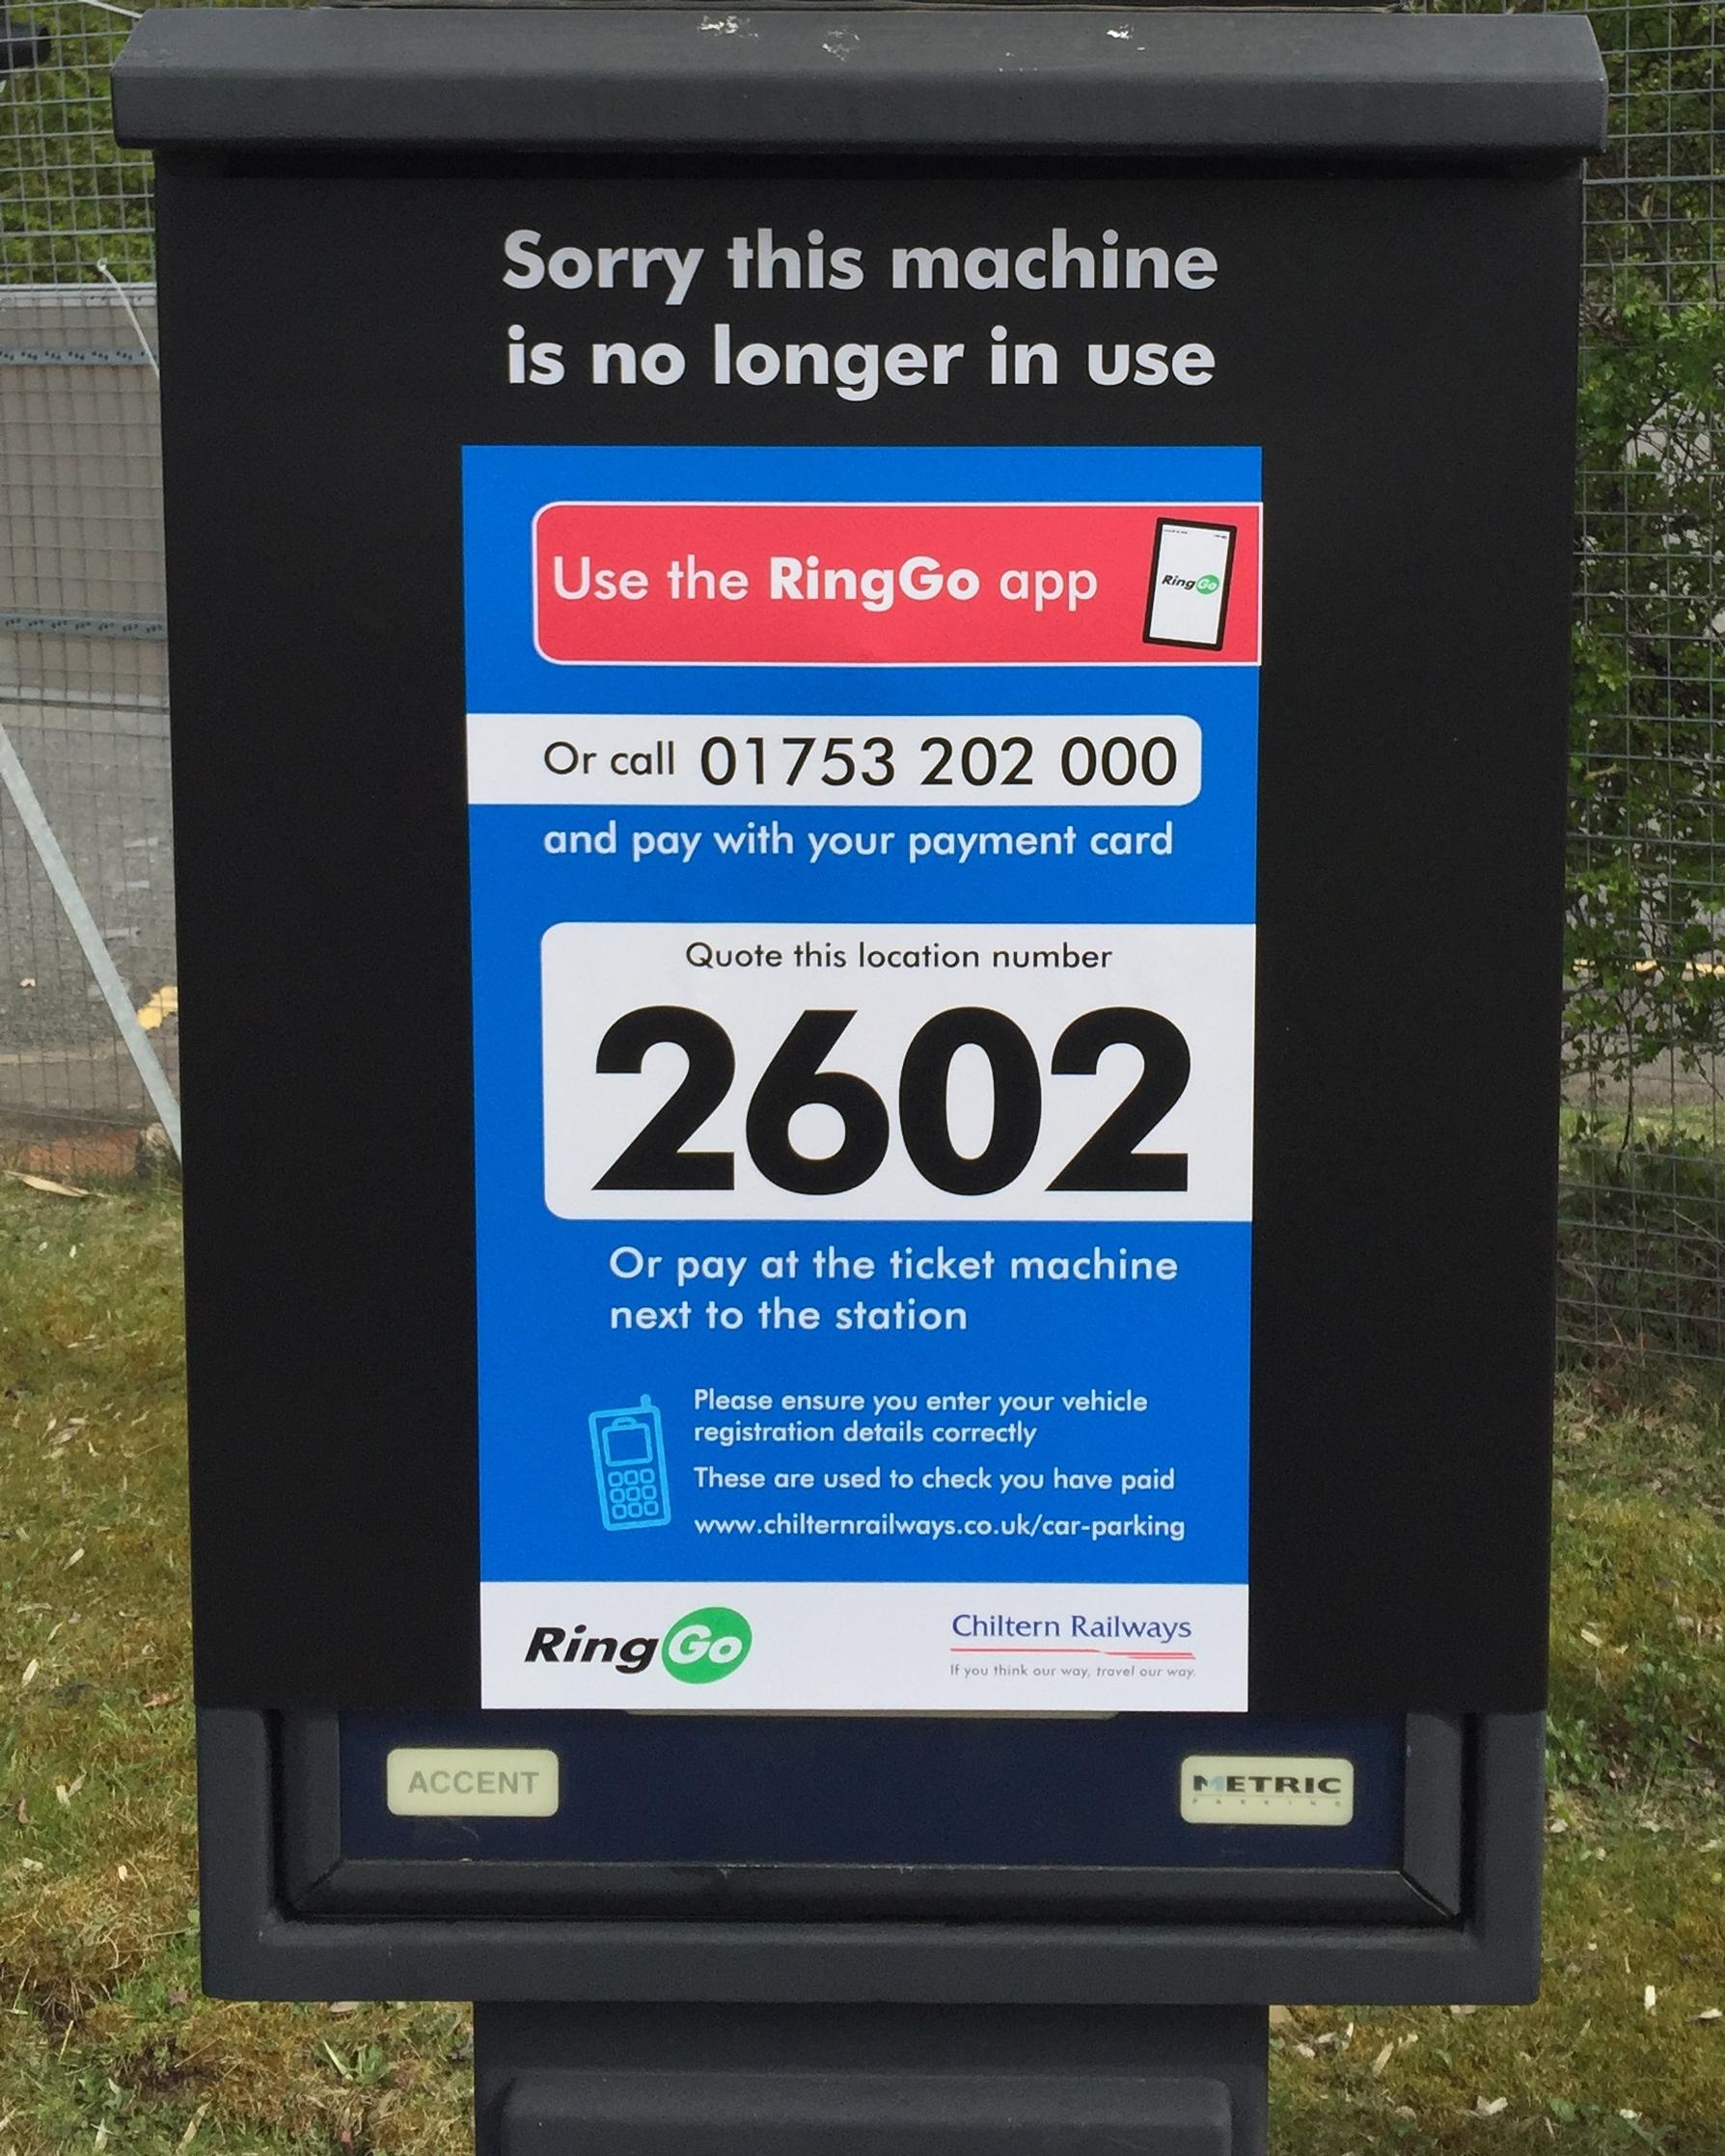 Sorry this machine
is no longer in use
Use the RingGo app
RingGo
Or call 01753 202 000
and pay with your payment card
Quote this location number
2602
Or pay at the ticket machine
next to the station
Please ensure you enter your vehicle
registration details correctly
These are used to check you have paid
www.chilternrailways.co.uk/car-parking
RingGo
Chiltern Railways
If you think our way, travel our way.
ACCENT
METRIC
PARKING